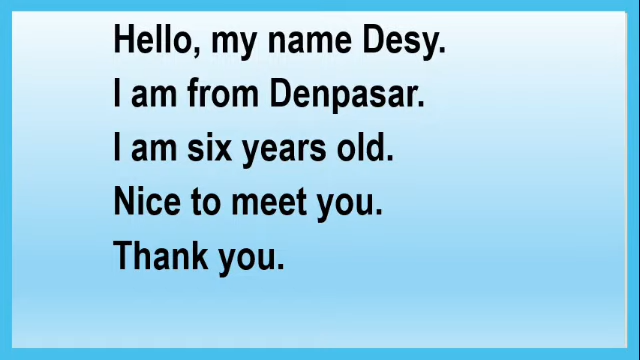 Hello, my name Desy.
I am from Denpasar.
I am six years old.
Nice to meet you.
Thank you.